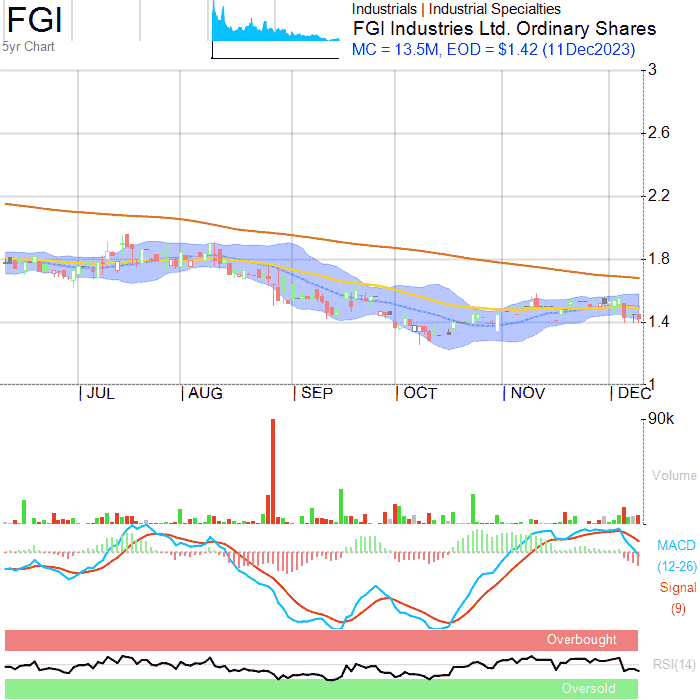 FGI
5yr Chart
Industrials | Industrial Specialties
FGI Industries Ltd. Ordinary Shares
MC = 13.5M, EOD = $1.42 (11Dec2023)
3
2.6
2.2
1.8
1.4
1
JUL
AUG
SEP
OCT
NOV
DEC
90k
Volume
MACD
(12-26)
Signal
(9)
Overbought
RSI(14)
Oversold